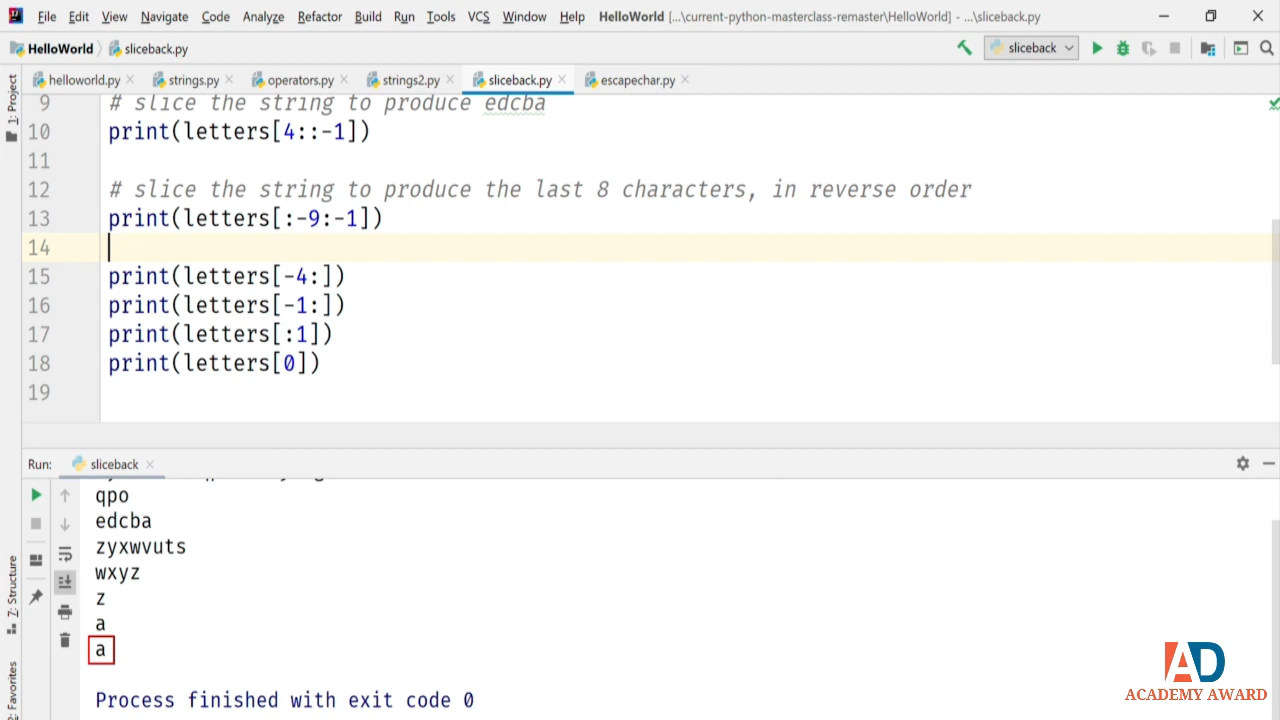 File Edit View Navigate Code Analyze Refactor Build Run Tools VCS Window Help HelloWorld [...\current-python-masterclass-remaster\HelloWorld] - ...\sliceback.py
HelloWorld sliceback.py sliceback
helloworld.py strings.py operators.py strings2.py sliceback.py escapechar.py
1: Project
9 # slice the string to produce edcba
10 print(letters[4::-1])
11
12 # slice the string to produce the last 8 characters, in reverse order
13 print(letters[:-9:-1])
14
15 print(letters[-4:])
16 print(letters[-1:])
17 print(letters[:1])
18 print(letters[0])
19
Run: sliceback
qpo
edcba
zyxwvuts
wxyz
z
a
a
Process finished with exit code 0
Z: Structure
2: Favorites
AD
ACADEMY AWARD